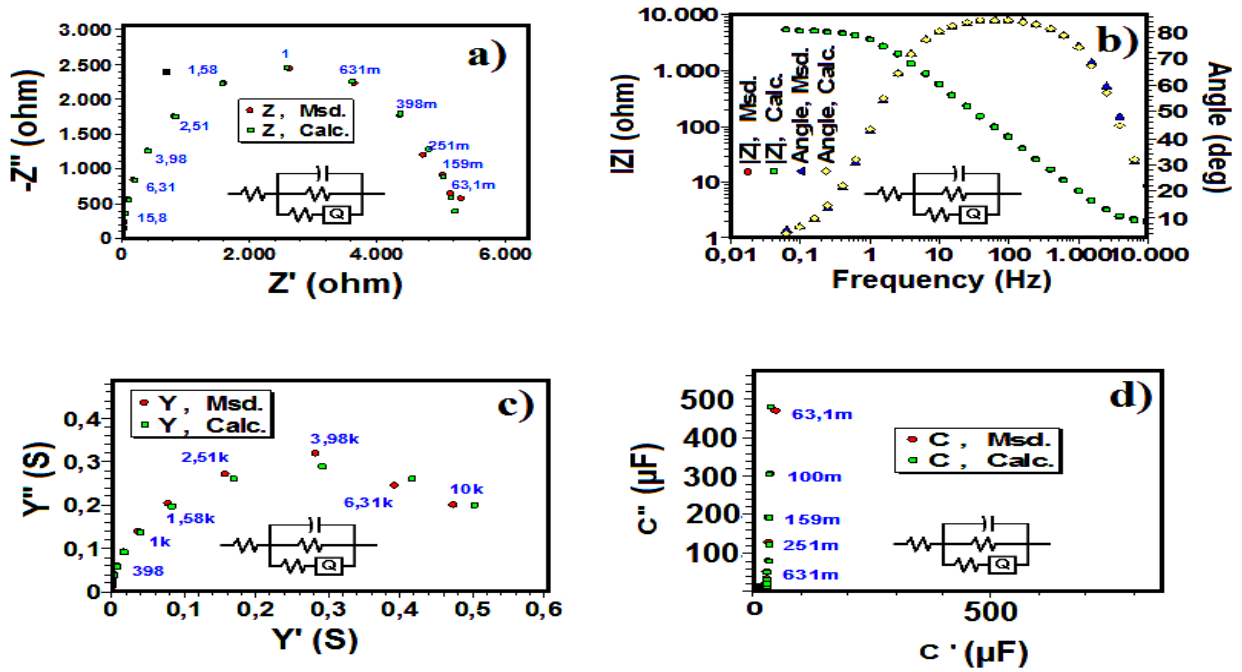 a)
3.000
2.500
2.000
1.500
1.000
500
0
-Z'' (ohm)
1
1,58
631m
398m
2,51
251m
3,98
159m
6,31
63,1m
15,8
Z , Msd.
Z , Calc.
Q
0
2.000
4.000
6.000
Z' (ohm)
b)
10.000
1.000
100
10
1
|Z| (ohm)
80
70
60
50
40
30
20
10
Angle (deg)
|Z|, Msd.
|Z|, Calc.
Angle, Msd.
Angle, Calc.
Q
0,01
0,1
1
10
100
1.000
10.000
Frequency (Hz)
c)
0,4
0,3
0,2
0,1
0
Y'' (S)
Y , Msd.
Y , Calc.
3,98k
2,51k
6,31k
10k
1,58k
1k
398
Q
0
0,1
0,2
0,3
0,4
0,5
0,6
Y' (S)
d)
500
400
300
200
100
C'' (µF)
63,1m
100m
159m
251m
631m
C , Msd.
C , Calc.
Q
0
500
C ' (µF)